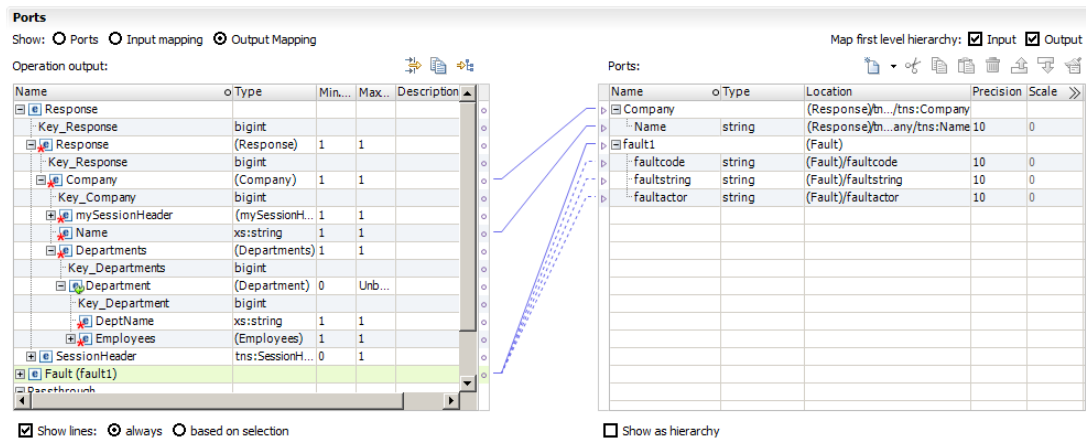 Ports
Show: Ports Input mapping Output Mapping Map first level hierarchy: Input Output
Operation output: Ports:
Name Type Min.... Max... Description Name Type Location Precision Scale
Response Company (Response)/tn.../tns:Company
Key_Response bigint Name string (Response)/tn...any/tns:Name 10 0
Response (Response) 1 1 fault1 (Fault)
Key_Response bigint faultcode string (Fault)/faultcode 10 0
Company (Company) 1 1 faultstring string (Fault)/faultstring 10 0
Key_Company bigint faultactor string (Fault)/faultactor 10 0
mySessionHeader (mySessionH... 1 1
Name xs:string 1 1
Departments (Departments) 1 1
Key_Departments bigint
Department (Department) 0 Unb...
Key_Department bigint
DeptName xs:string 1 1
Employees (Employees) 1 1
SessionHeader tns:SessionH... 0 1
Fault (fault1)
Passthrough
Show lines: always based on selection Show as hierarchy